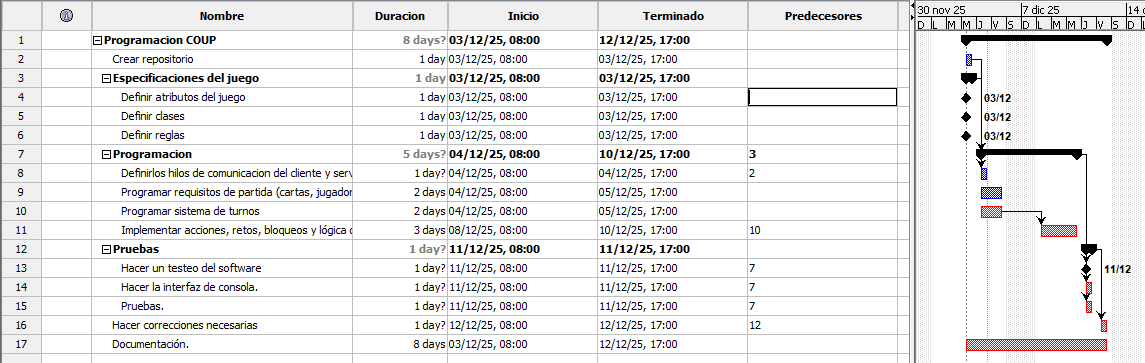 Nombre Duracion Inicio Terminado Predecesores 30 nov 25 7 dic 25 14 d
D L M M J V S D L M M J V S D L
1 Programacion COUP 8 days? 03/12/25, 08:00 12/12/25, 17:00
2 Crear repositorio 1 day 03/12/25, 08:00 03/12/25, 17:00
3 Especificaciones del juego 1 day 03/12/25, 08:00 03/12/25, 17:00
4 Definir atributos del juego 1 day 03/12/25, 08:00 03/12/25, 17:00 03/12
5 Definir clases 1 day 03/12/25, 08:00 03/12/25, 17:00 03/12
6 Definir reglas 1 day 03/12/25, 08:00 03/12/25, 17:00 03/12
7 Programacion 5 days? 04/12/25, 08:00 10/12/25, 17:00 3
8 Definirlos hilos de comunicacion del cliente y serv 1 day? 04/12/25, 08:00 04/12/25, 17:00 2
9 Programar requisitos de partida (cartas, jugador 2 days 04/12/25, 08:00 05/12/25, 17:00
10 Programar sistema de turnos 2 days 04/12/25, 08:00 05/12/25, 17:00
11 Implementar acciones, retos, bloqueos y lógica c 3 days 08/12/25, 08:00 10/12/25, 17:00 10
12 Pruebas 1 day? 11/12/25, 08:00 11/12/25, 17:00
13 Hacer un testeo del software 1 day? 11/12/25, 08:00 11/12/25, 17:00 7 11/12
14 Hacer la interfaz de consola. 1 day? 11/12/25, 08:00 11/12/25, 17:00 7
15 Pruebas. 1 day? 11/12/25, 08:00 11/12/25, 17:00 7
16 Hacer correcciones necesarias 1 day? 12/12/25, 08:00 12/12/25, 17:00 12
17 Documentación. 8 days 03/12/25, 08:00 12/12/25, 17:00